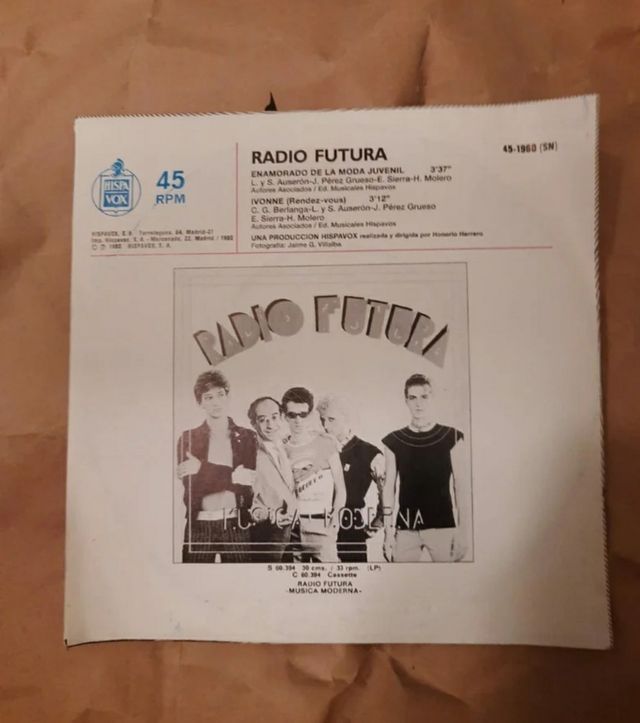 HISPA
VOX
45
RPM
HISPAVOX, S. A. Torrelaguna, 64. Madrid-27
Imp. Hispavox, S. A. - Moncorado, 22. Madrid / 1980
1980 HISPAVOX, S. A.
RADIO FUTURA
45-1960 (SN)
ENAMORADO DE LA MODA JUVENIL 3'37"
L. y S. Auserón-J. Pérez Grueso-E. Sierra-H. Molero
Autores Asociados / Ed. Musicales Hispavox
IVONNE (Rendez-vous) 3'12"
C. G. Berlanga-L. y S. Auserón-J. Pérez Grueso
E. Sierra-H. Molero
Autores Asociados / Ed. Musicales Hispavox
UNA PRODUCCION HISPAVOX realizada y dirigida por Honorio Herrero
Fotografía: Jaime G. Villalba
RADIO FUTURA
MUSICA MODERNA
S 60.394 30 cms. / 33 rpm. (LP)
C 60.394 Cassette
RADIO FUTURA
-MUSICA MODERNA-